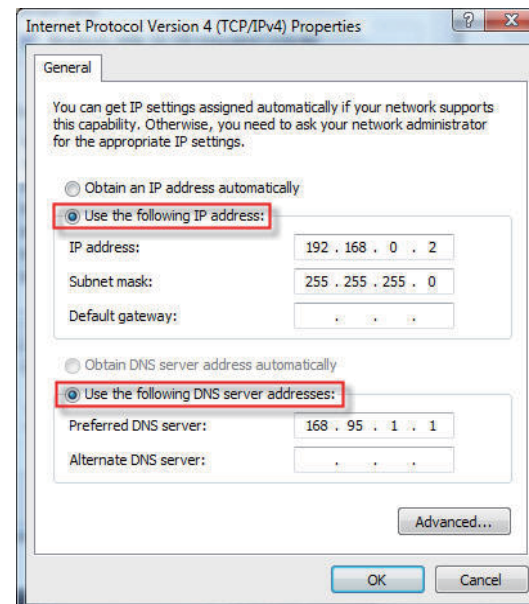 Internet Protocol Version 4 (TCP/IPv4) Properties
General
You can get IP settings assigned automatically if your network supports
this capability. Otherwise, you need to ask your network administrator
for the appropriate IP settings.
Obtain an IP address automatically
Use the following IP address:
IP address: 192 . 168 . 0 . 2
Subnet mask: 255 . 255 . 255 . 0
Default gateway: . . .
Obtain DNS server address automatically
Use the following DNS server addresses:
Preferred DNS server: 168 . 95 . 1 . 1
Alternate DNS server: . . .
Advanced...
OK Cancel